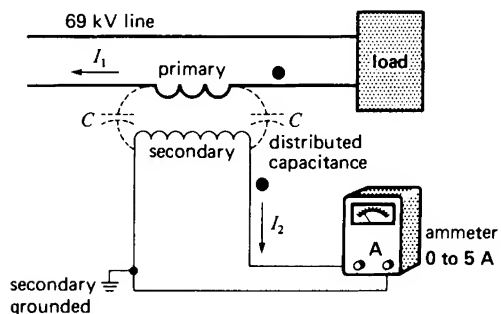 69 kV line
I₁
primary
load
C
C
secondary
distributed
capacitance
I₂
A
ammeter
0 to 5 A
secondary
grounded